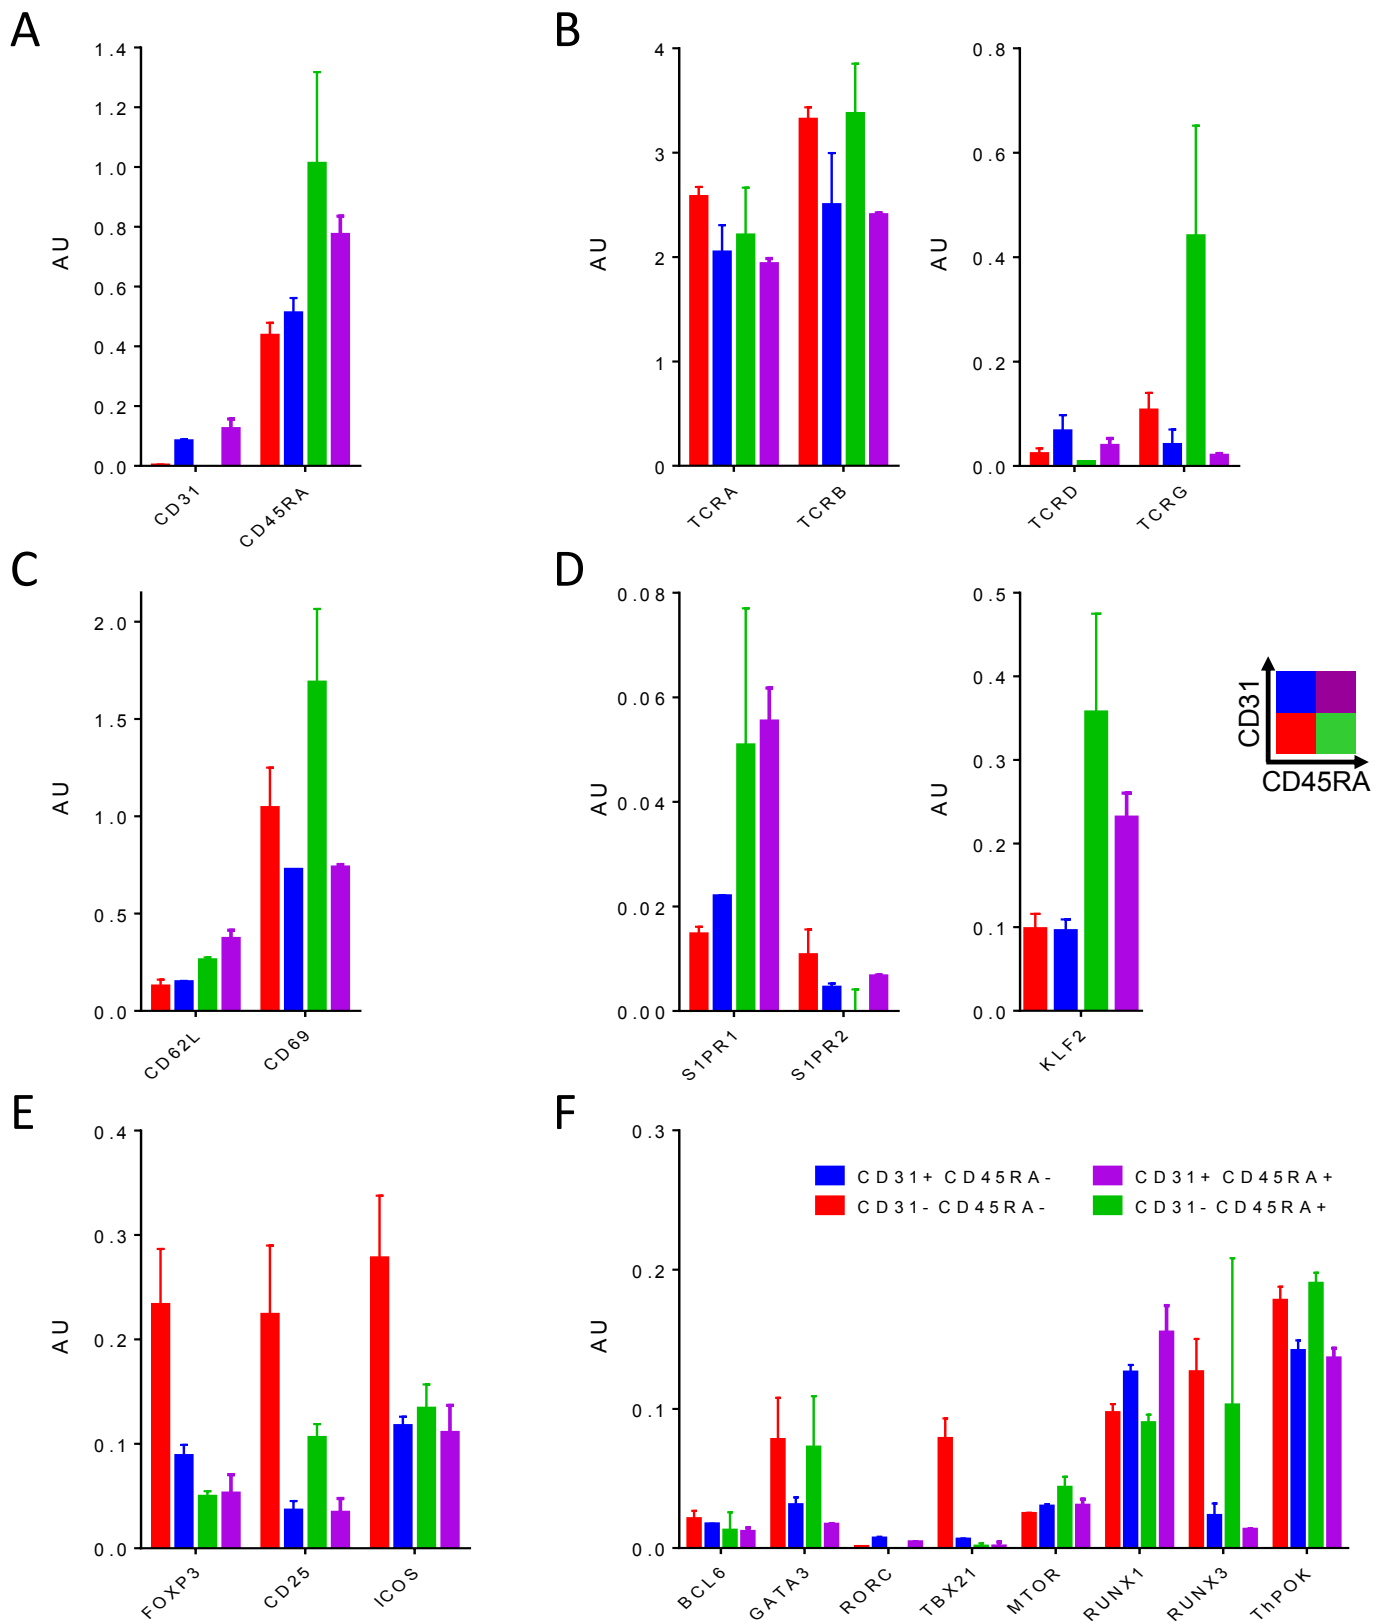 A
1.4
1.2
1.0
0.8
0.6
0.4
0.2
0.0
AU
CD31
CD45RA
B
4
3
2
1
0
AU
TCRA
TCRB
0.8
0.6
0.4
0.2
0.0
AU
TCRD
TCRG
C
2.0
1.5
1.0
0.5
0.0
AU
CD62L
CD69
D
0.08
0.06
0.04
0.02
0.00
AU
S1PR1
S1PR2
0.5
0.4
0.3
0.2
0.1
0.0
AU
KLF2
CD31
CD45RA
E
0.4
0.3
0.2
0.1
0.0
AU
FOXP3
CD25
ICOS
F
0.3
0.2
0.1
0.0
AU
CD31+ CD45RA-
CD31- CD45RA-
CD31+ CD45RA+
CD31- CD45RA+
BCL6
GATA3
RORC
TBX21
MTOR
RUNX1
RUNX3
ThPOK